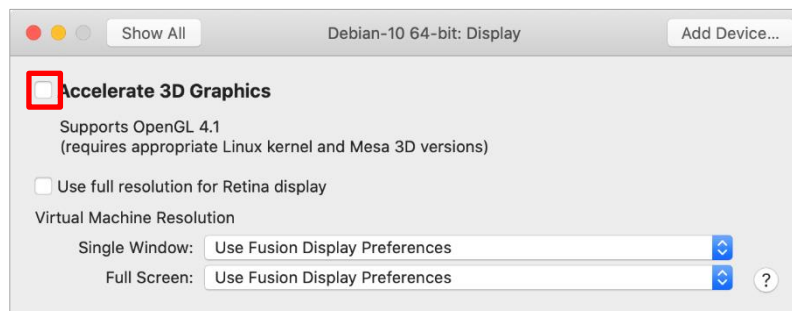 Show All Debian-10 64-bit: Display Add Device...
Accelerate 3D Graphics
Supports OpenGL 4.1
(requires appropriate Linux kernel and Mesa 3D versions)
Use full resolution for Retina display
Virtual Machine Resolution
Single Window: Use Fusion Display Preferences
Full Screen: Use Fusion Display Preferences ?